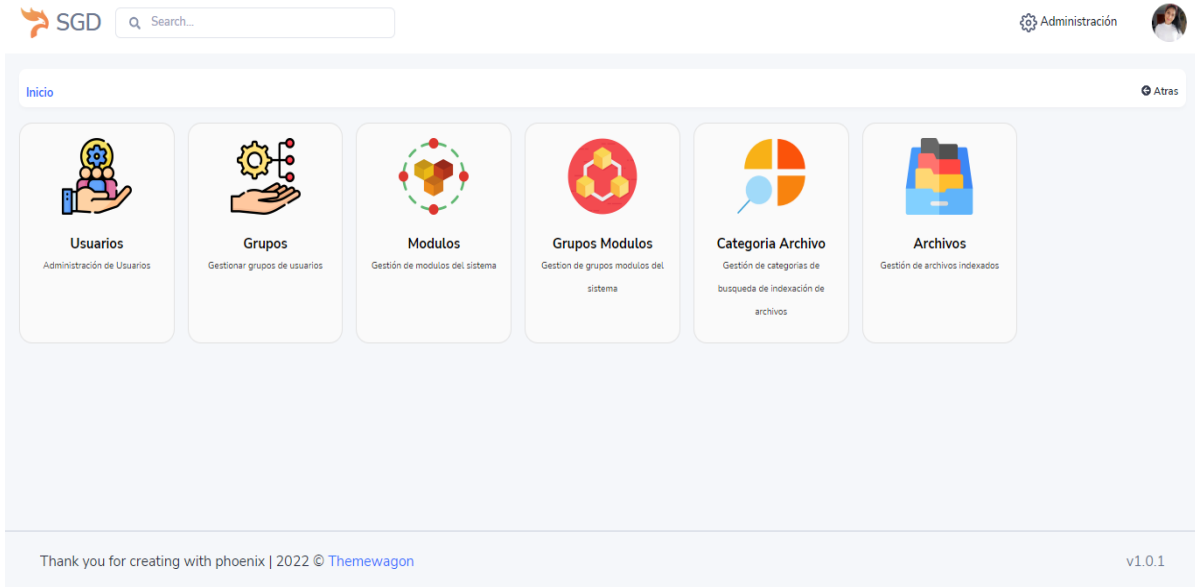 SGD
Search...
Administración
Inicio
Atras
Usuarios
Administración de Usuarios
Grupos
Gestionar grupos de usuarios
Modulos
Gestión de modulos del sistema
Grupos Modulos
Gestion de grupos modulos del
sistema
Categoria Archivo
Gestión de categorias de
busqueda de indexación de
archivos
Archivos
Gestión de archivos indexados
Thank you for creating with phoenix | 2022 © Themewagon
v1.0.1